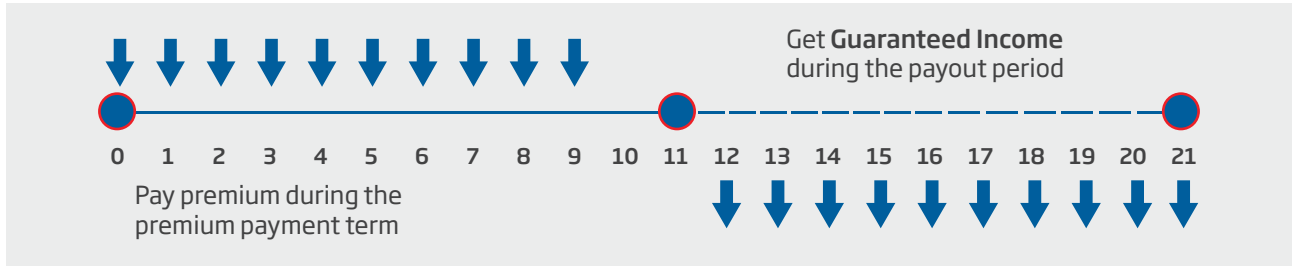 Get Guaranteed Income
during the payout period
0 1 2 3 4 5 6 7 8 9 10 11 12 13 14 15 16 17 18 19 20 21
Pay premium during the
premium payment term